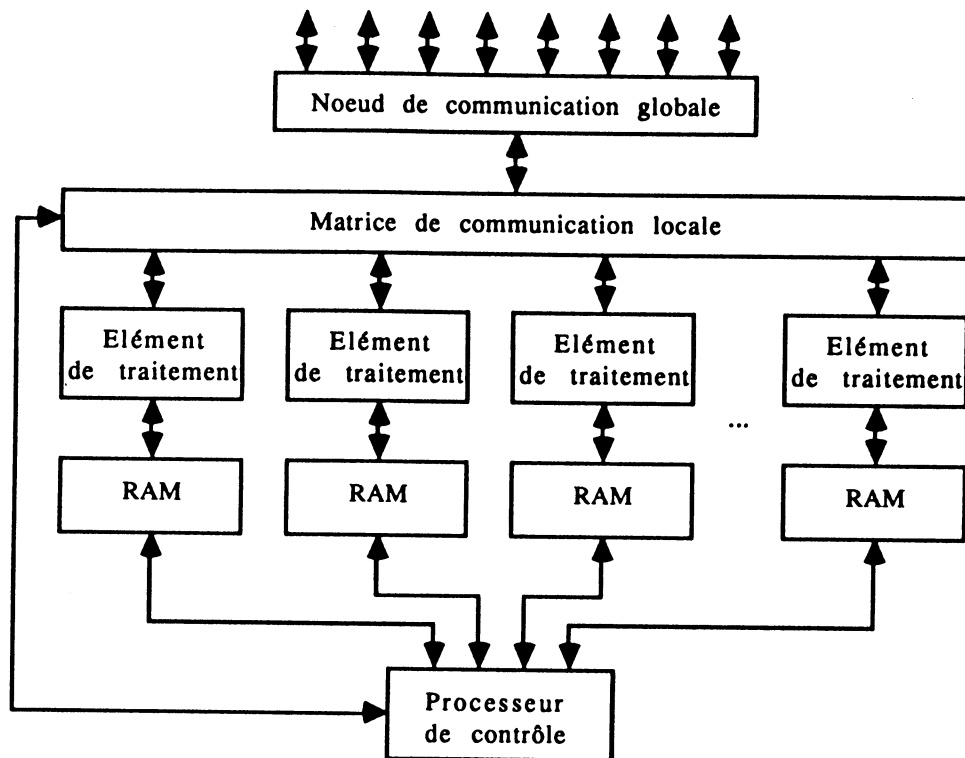 Noeud de communication globale
Matrice de communication locale
Elément
de traitement
Elément
de traitement
Elément
de traitement
Elément
de traitement
...
RAM
RAM
RAM
RAM
Processeur
de contrôle